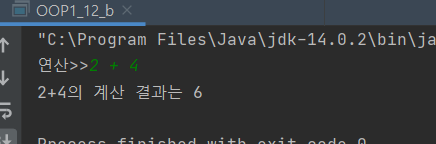 OOP1_12_b
"C:\Program Files\Java\jdk-14.0.2\bin\ja
연산>>2 + 4
2+4의 계산 결과는 6
Process finished with exit code 0